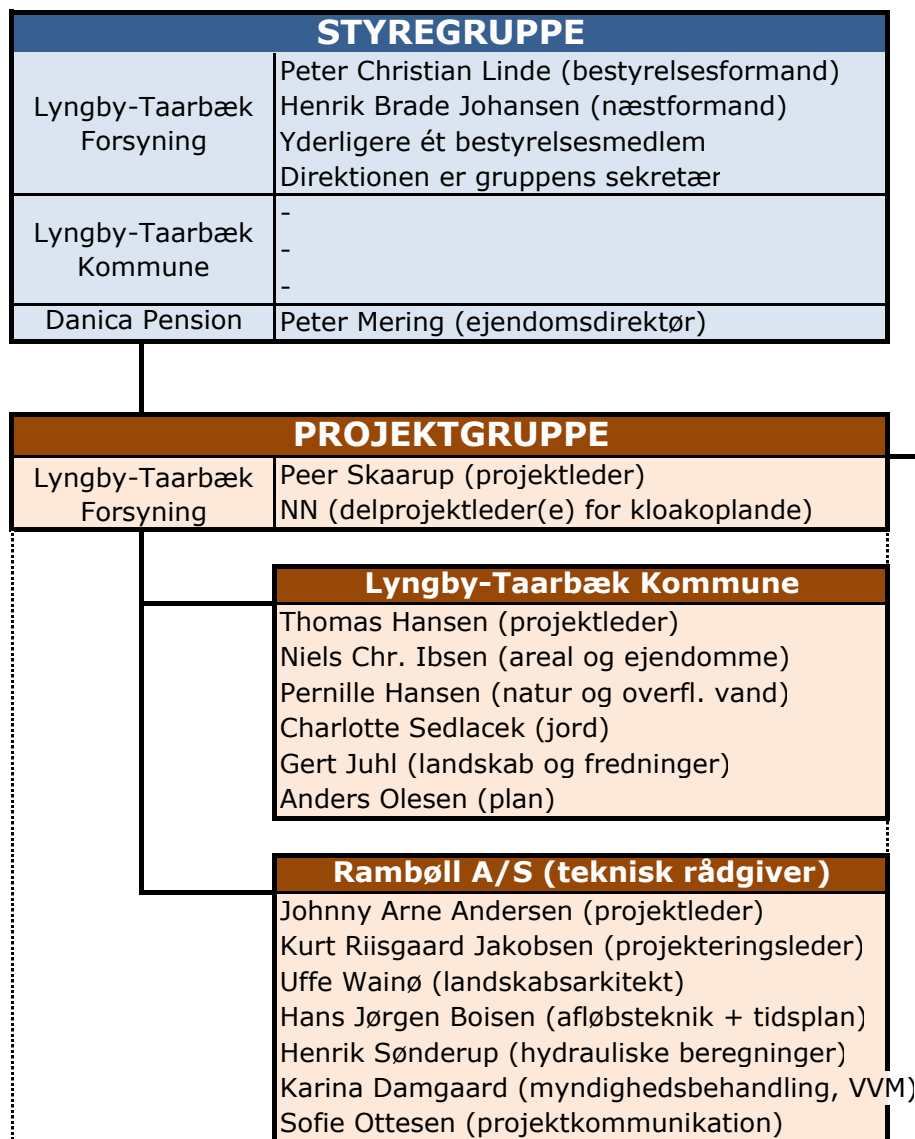 STYREGRUPPE
Lyngby-Taarbæk
Forsyning
Peter Christian Linde (bestyrelsesformand)
Henrik Brade Johansen (næstformand)
Yderligere ét bestyrelsesmedlem
Direktionen er gruppens sekretær
Lyngby-Taarbæk
Kommune
-
-
-
Danica Pension
Peter Mering (ejendomsdirektør)
PROJEKTGRUPPE
Lyngby-Taarbæk
Forsyning
Peer Skaarup (projektleder)
NN (delprojektleder(e) for kloakoplande)
Lyngby-Taarbæk Kommune
Thomas Hansen (projektleder)
Niels Chr. Ibsen (areal og ejendomme)
Pernille Hansen (natur og overfl. vand)
Charlotte Sedlacek (jord)
Gert Juhl (landskab og fredninger)
Anders Olesen (plan)
Rambøll A/S (teknisk rådgiver)
Johnny Arne Andersen (projektleder)
Kurt Riisgaard Jakobsen (projekteringsleder)
Uffe Wainø (landskabsarkitekt)
Hans Jørgen Boisen (afløbsteknik + tidsplan)
Henrik Sønderup (hydrauliske beregninger)
Karina Damgaard (myndighedsbehandling, VVM)
Sofie Ottesen (projektkommunikation)